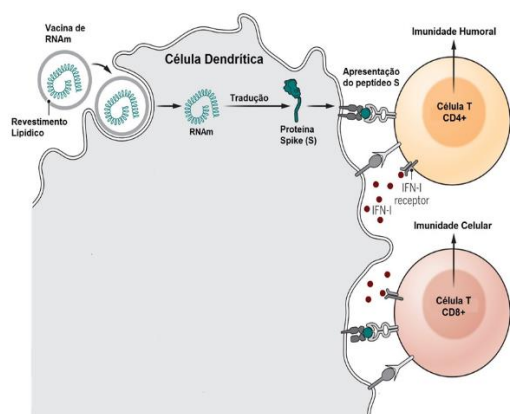 Vacina de
RNAm
Revestimento
Lipídico
Célula Dendrítica
RNAm
Tradução
Proteína
Spike (S)
Apresentação
do peptídeo S
Imunidade Humoral
Célula T
CD4+
IFN-I
receptor
IFN-I
Imunidade Celular
Célula T
CD8+